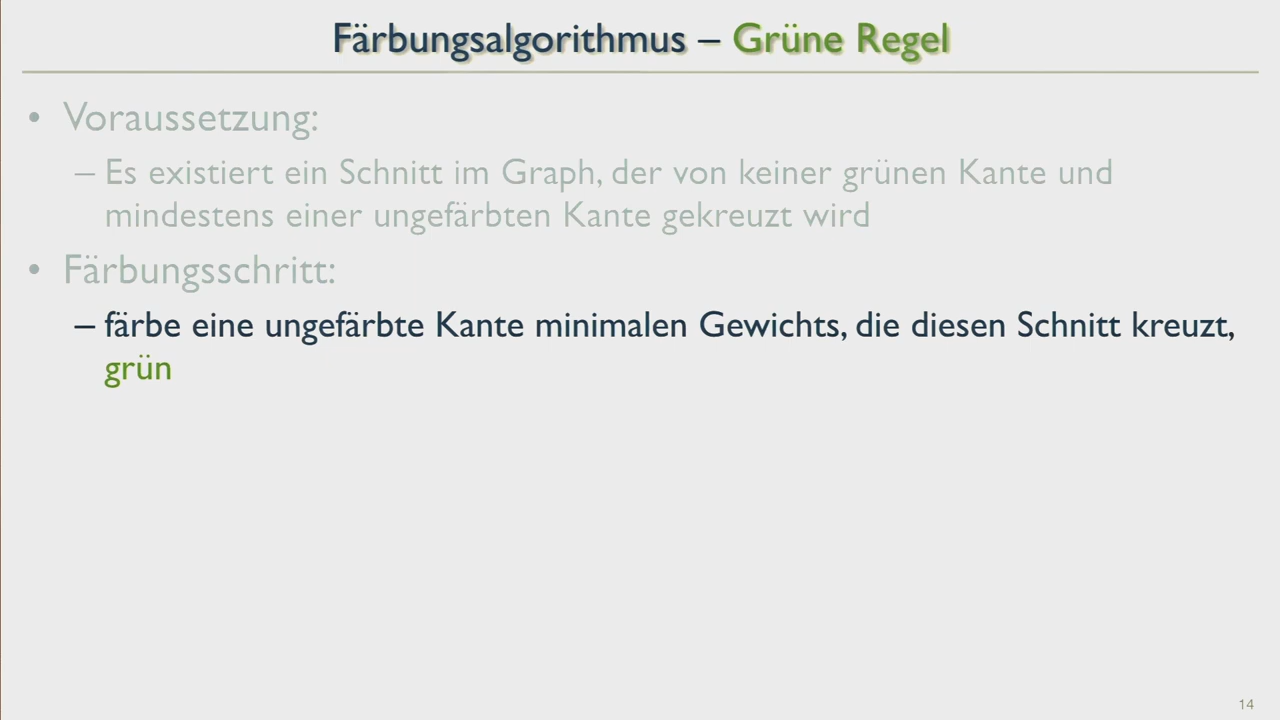 Färbungsalgorithmus – Grüne Regel
• Voraussetzung:
– Es existiert ein Schnitt im Graph, der von keiner grünen Kante und
mindestens einer ungefärbten Kante gekreuzt wird
• Färbungsschritt:
– färbe eine ungefärbte Kante minimalen Gewichts, die diesen Schnitt kreuzt,
grün
14